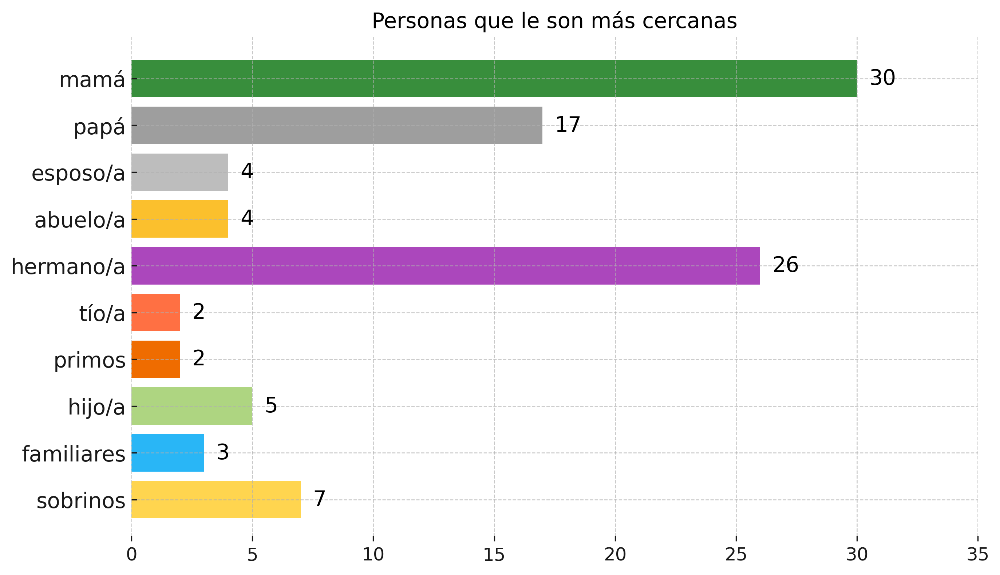 Personas que le son más cercanas
mamá 30
papá 17
esposo/a 4
abuelo/a 4
hermano/a 26
tío/a 2
primos 2
hijo/a 5
familiares 3
sobrinos 7
0 5 10 15 20 25 30 35